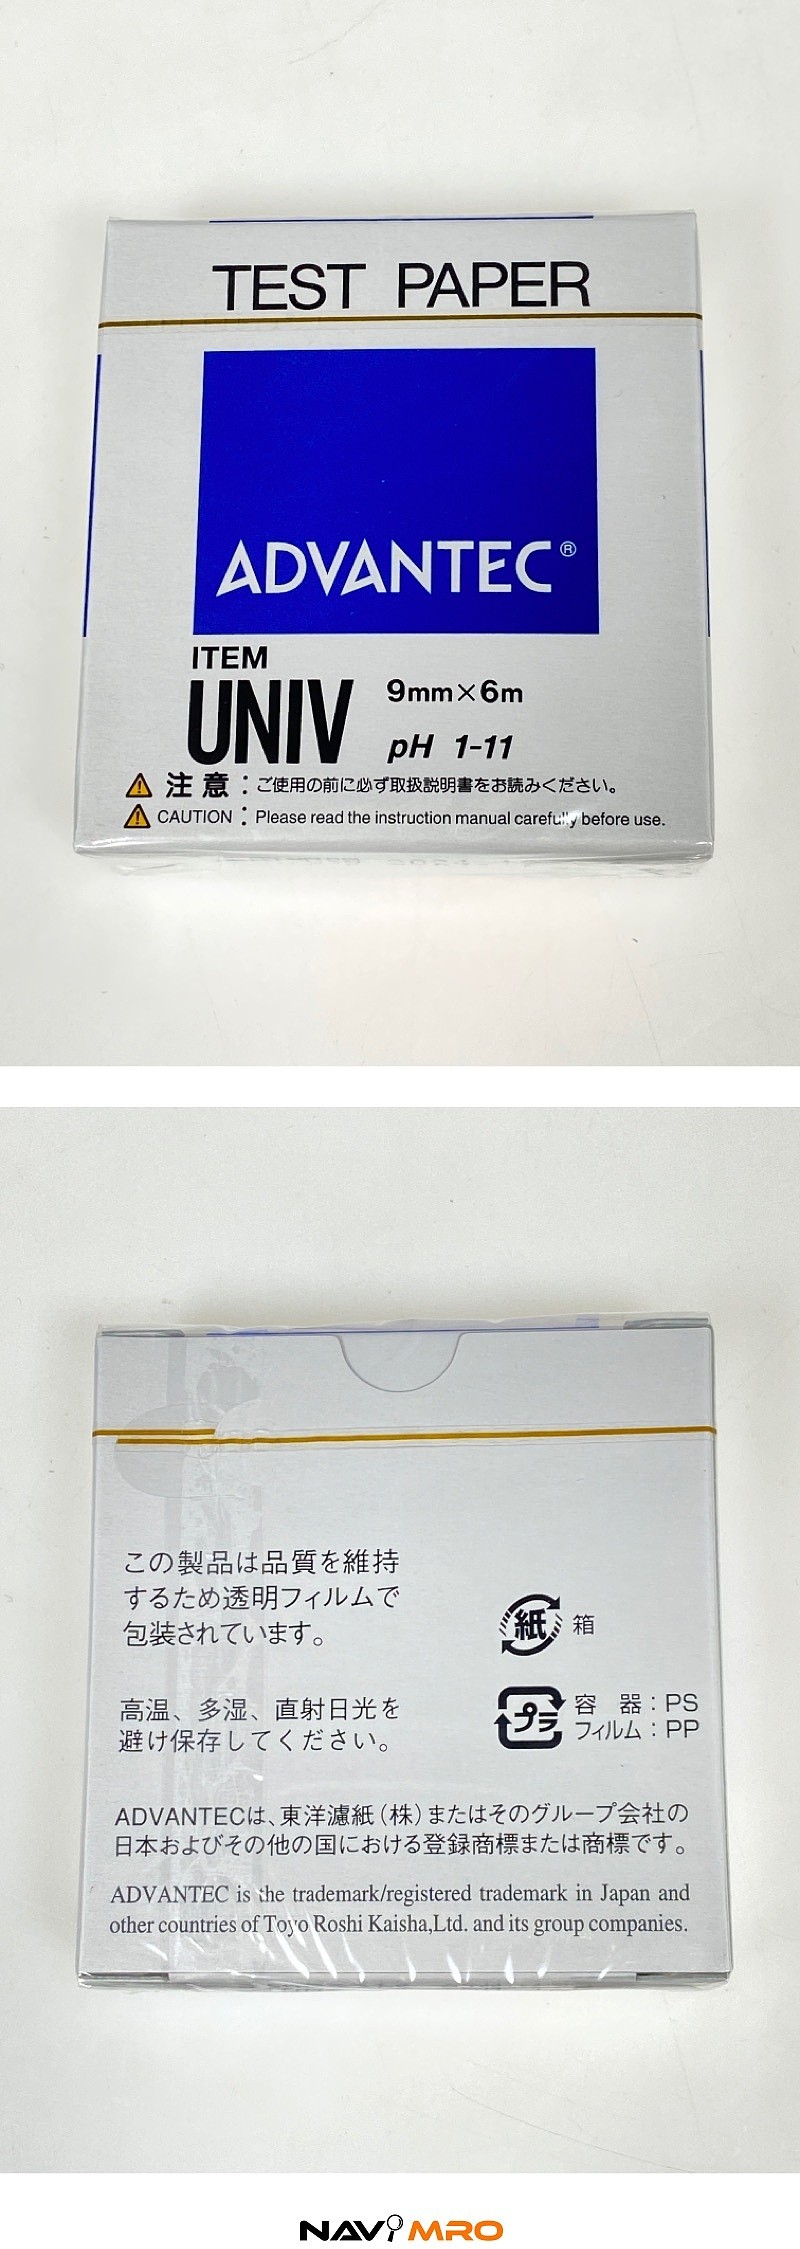 TEST PAPER
ADVANTEC®
ITEM
UNIV
9mm×6m
pH 1-11
注意：ご使用の前に必ず取扱説明書をお読みください。
CAUTION：Please read the instruction manual carefully before use.
この製品は品質を維持
するため透明フィルムで
包装されています。
紙 箱
高温、多湿、直射日光を
避け保存してください。
プラ 容器：PS
フィルム：PP
ADVANTECは、東洋濾紙（株）またはそのグループ会社の
日本およびその他の国における登録商標または商標です。
ADVANTEC is the trademark/registered trademark in Japan and
other countries of Toyo Roshi Kaisha,Ltd. and its group companies.
NAVIMRO